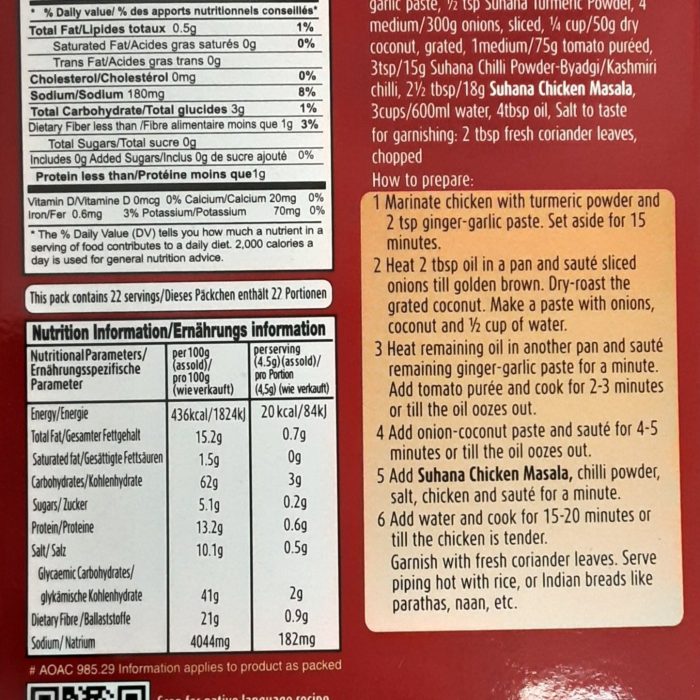 * % Daily value/ % des apports nutritionnels conseillés*
Total Fat/Lipides totaux 0.5g 1%
Saturated Fat/Acides gras saturés 0g 0%
Trans Fat/Acides gras trans 0g
Cholesterol/Cholestérol 0mg 0%
Sodium/Sodium 180mg 8%
Total Carbohydrate/Total glucides 3g 1%
Dietary Fiber less than /Fibre alimentaire moins que 1g 3%
Total Sugars/Total sucre 0g
Includes 0g Added Sugars/Inclus 0g de sucre ajouté 0%
Protein less than/Protéine moins que1g
Vitamin D/Vitamine D 0mcg 0% Calcium/Calcium 20mg 0%
Iron/Fer 0.6mg 3% Potassium/Potassium 70mg 0%
* The % Daily Value (DV) tells you how much a nutrient in a
serving of food contributes to a daily diet. 2,000 calories a
day is used for general nutrition advice.
This pack contains 22 servings/Dieses Päckchen enthält 22 Portionen
Nutrition Information/Ernährungs information
Nutritional Parameters/
Ernährungsspezifische
Parameter
per 100g
(assold)/
pro 100g
(wie verkauft)
per serving
(4.5g)(assold)/
pro Portion
(4,5g) (wie verkauft)
Energy/Energie 436kcal/1824kJ 20 kcal/84kJ
Total Fat/Gesamter Fettgehalt 15.2g 0.7g
Saturated fat/Gesättigte Fettsäuren 1.5g 0g
Carbohydrates/Kohlenhydrate 62g 3g
Sugars/ Zucker 5.1g 0.2g
Protein/Proteine 13.2g 0.6g
Salt/ Salz 10.1g 0.5g
Glycaemic Carbohydrates/
glykämische Kohlenhydrate 41g 2g
Dietary Fibre /Ballaststoffe 21g 0.9g
Sodium/ Natrium 4044mg 182mg
# AOAC 985.29 Information applies to product as packed
Scan for native language recipe
garlic paste, ½ tsp Suhana Turmeric Powder, 4
medium/300g onions, sliced, ¼ cup/50g dry
coconut, grated, 1medium/75g tomato puréed,
3tsp/15g Suhana Chilli Powder-Byadgi/Kashmiri
chilli, 2½ tbsp/18g Suhana Chicken Masala,
3cups/600ml water, 4tbsp oil, Salt to taste
for garnishing: 2 tbsp fresh coriander leaves,
chopped
How to prepare:
1 Marinate chicken with turmeric powder and
2 tsp ginger-garlic paste. Set aside for 15
minutes.
2 Heat 2 tbsp oil in a pan and sauté sliced
onions till golden brown. Dry-roast the
grated coconut. Make a paste with onions,
coconut and ½ cup of water.
3 Heat remaining oil in another pan and sauté
remaining ginger-garlic paste for a minute.
Add tomato purée and cook for 2-3 minutes
or till the oil oozes out.
4 Add onion-coconut paste and sauté for 4-5
minutes or till the oil oozes out.
5 Add Suhana Chicken Masala, chilli powder,
salt, chicken and sauté for a minute.
6 Add water and cook for 15-20 minutes or
till the chicken is tender.
Garnish with fresh coriander leaves. Serve
piping hot with rice, or Indian breads like
parathas, naan, etc.